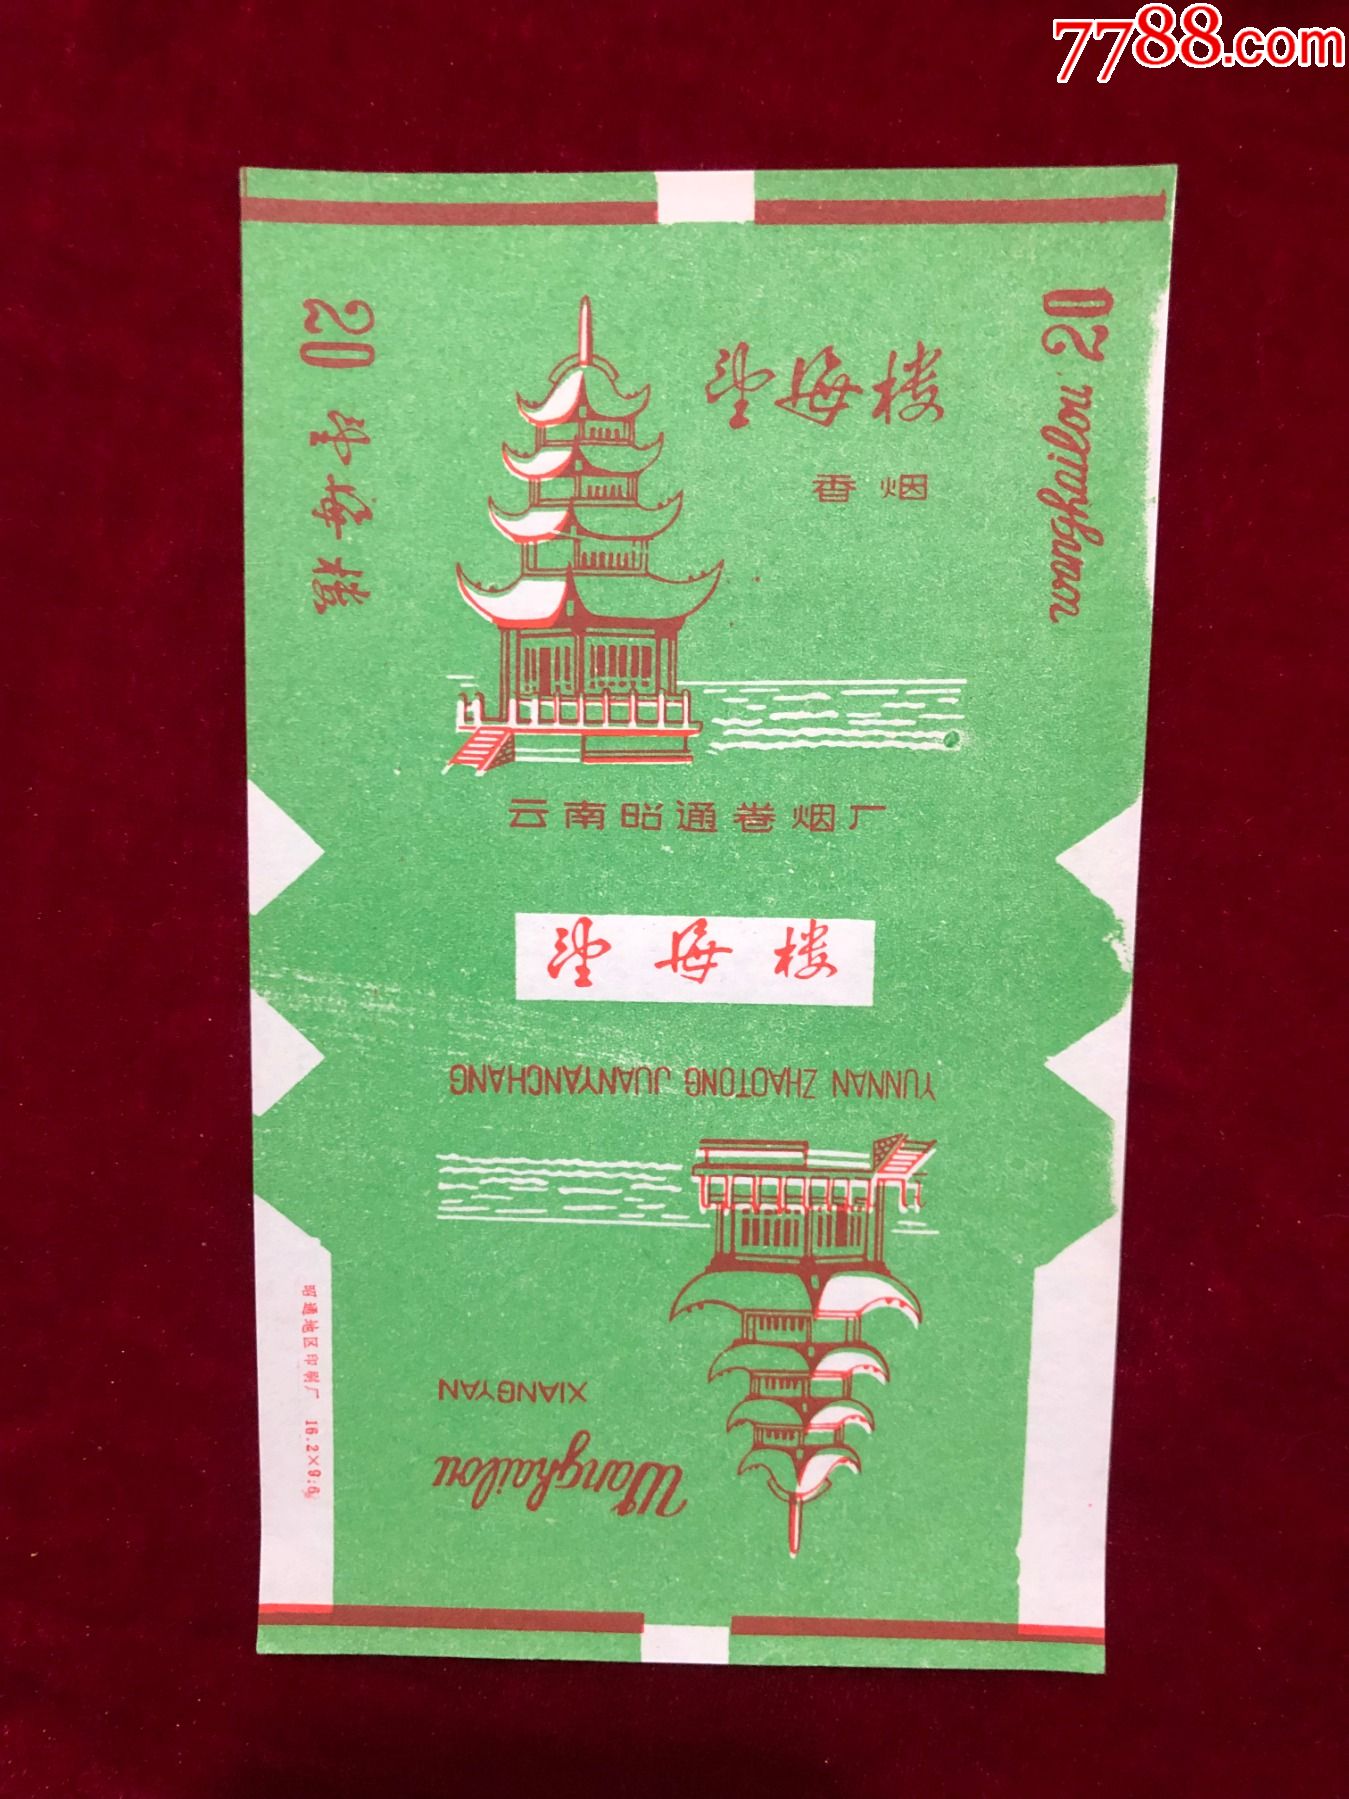 7788.com
20 望海楼
望海楼
香烟
wanghailou 20
云南昭通卷烟厂
望海楼
YUNNAN ZHAOTONG JUANYANCHANG
XIANGYAN
Wanghailou
昭通地区印刷厂 16.2×9.6